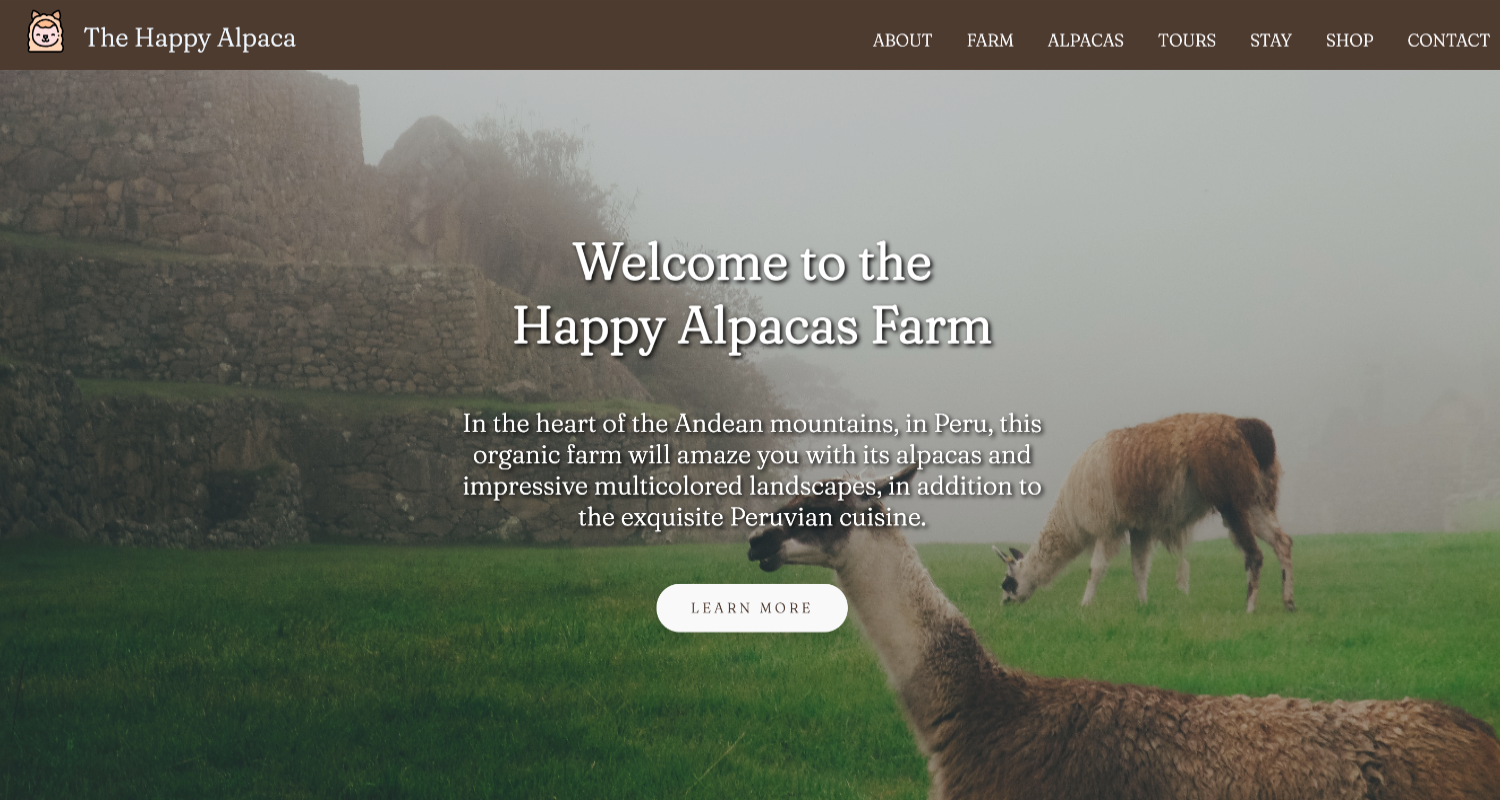 The Happy Alpaca
ABOUT FARM ALPACAS TOURS STAY SHOP CONTACT
Welcome to the
Happy Alpacas Farm
In the heart of the Andean mountains, in Peru, this
organic farm will amaze you with its alpacas and
impressive multicolored landscapes, in addition to
the exquisite Peruvian cuisine.
LEARN MORE